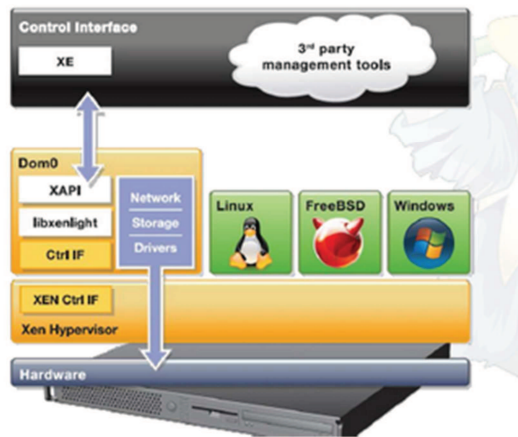 Control Interface
XE
3rd party
management tools
Dom0
XAPI
libxenlight
Ctrl IF
Network
Storage
Drivers
Linux
FreeBSD
Windows
XEN Ctrl IF
Xen Hypervisor
Hardware